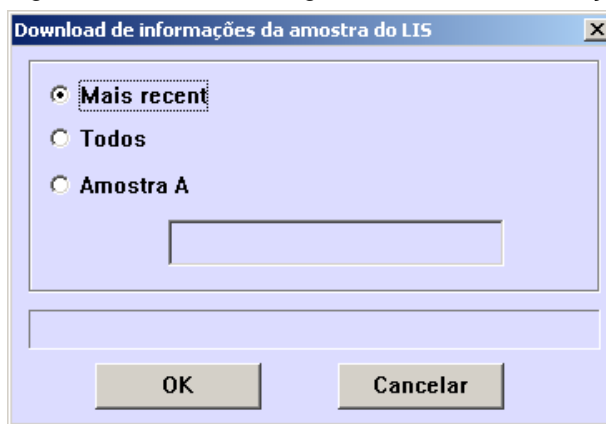 Download de informações da amostra do LIS
Mais recent
Todos
Amostra A
OK
Cancelar